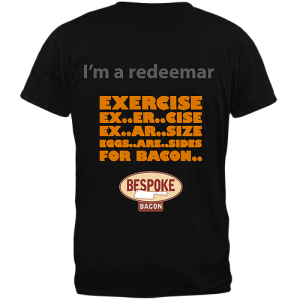 I'm a redeemar
EXERCISE
EX..ER..CISE
EX..AR..SIZE
EGGS..ARE..SIDES
FOR BACON..
BESPOKE
BACON